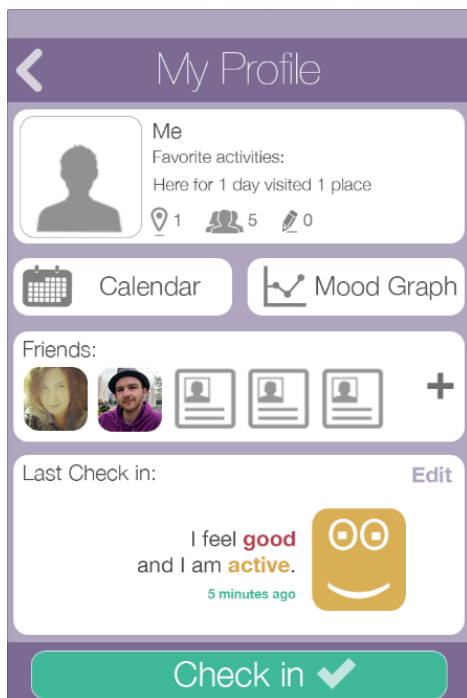 My Profile
Me
Favorite activities:
Here for 1 day visited 1 place
1 5 0
Calendar
Mood Graph
Friends:
+
Last Check in:
Edit
I feel good
and I am active.
5 minutes ago
Check in